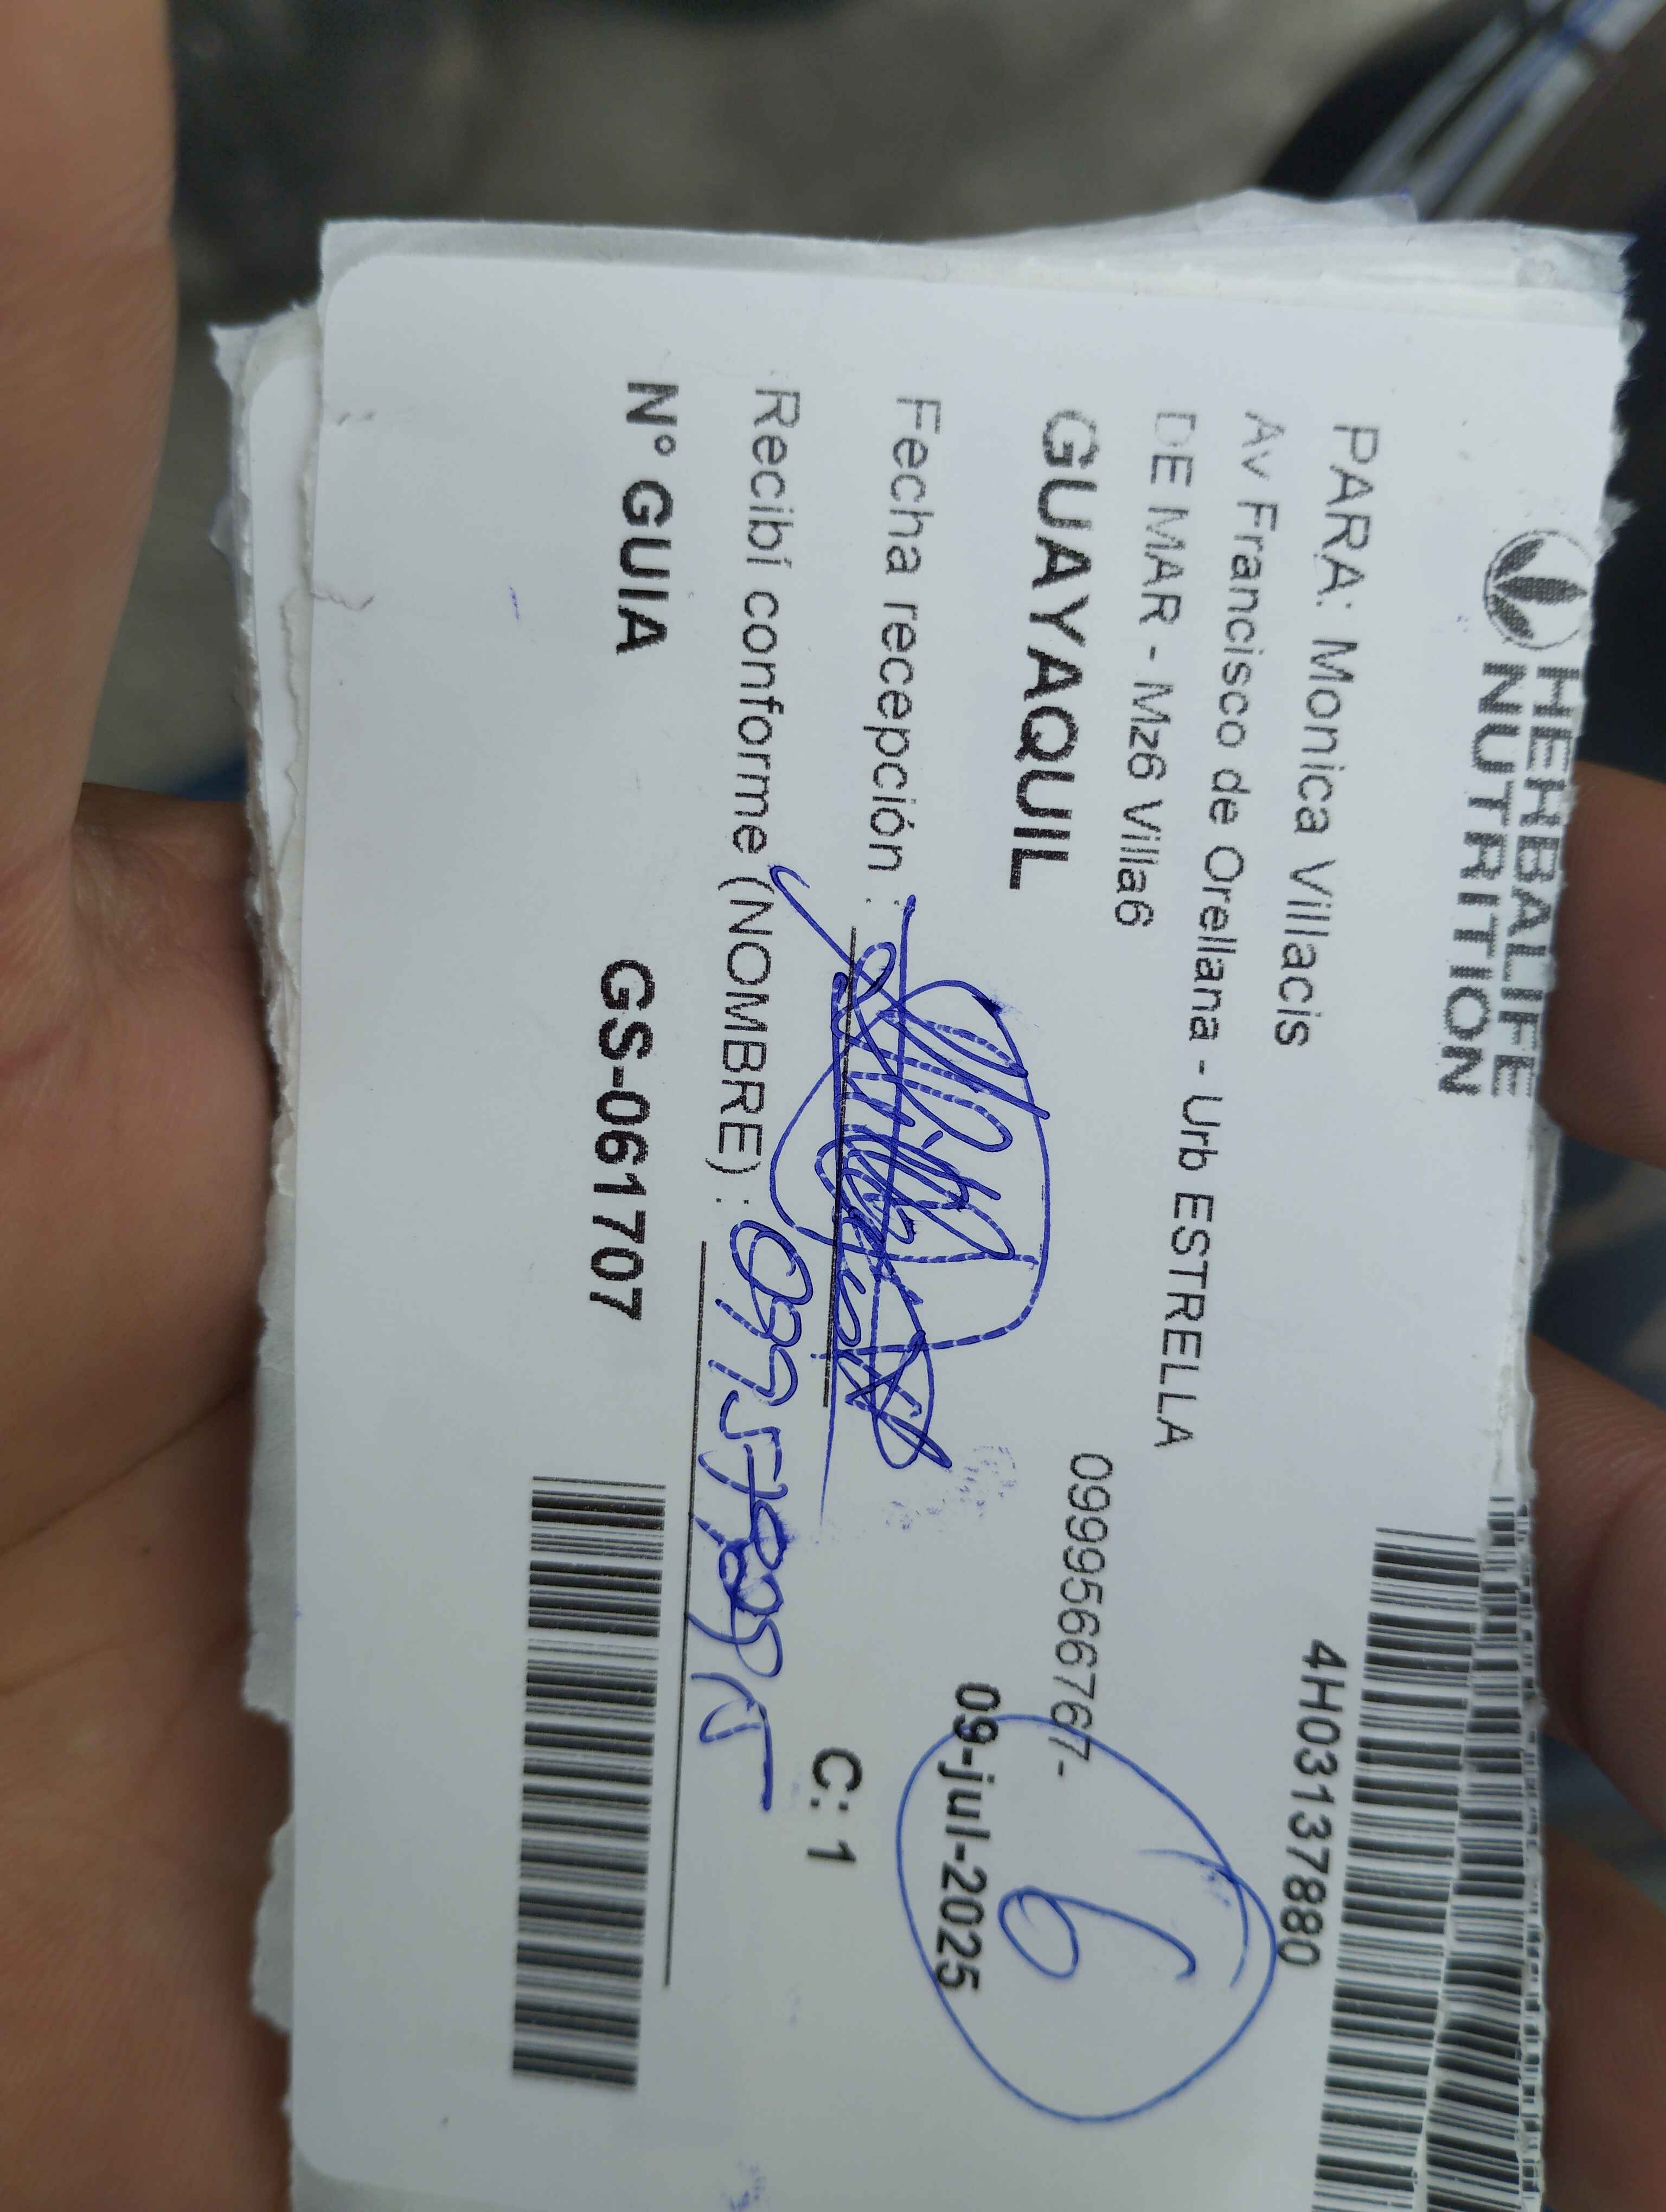 HERBALIFE
NUTRITION
4H03137880
PARA: Monica Villacis
Av Francisco de Orellana - Urb ESTRELLA
DE MAR - Mz6 Villa6
0999566767-
6
GUAYAQUIL
09-jul-2025
Fecha recepción :
C: 1
Recibí conforme (NOMBRE) :
N° GUIA GS-061707